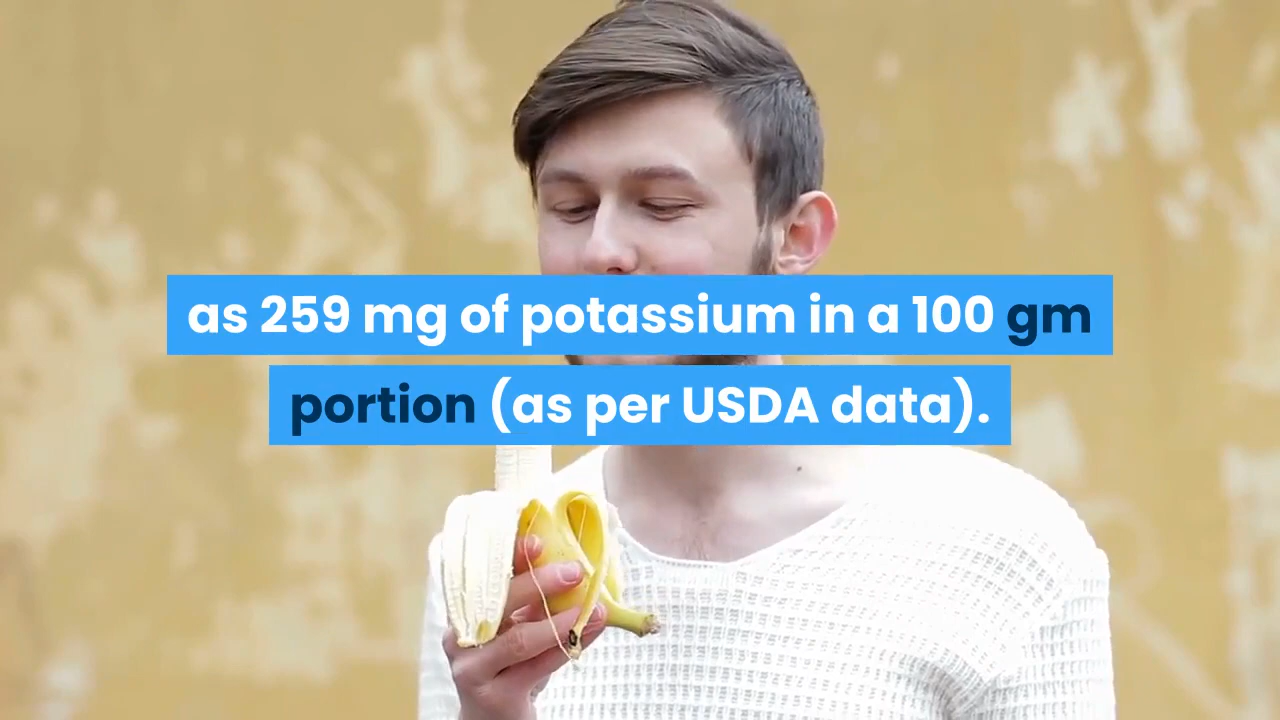 as 259 mg of potassium in a 100 gm
portion (as per USDA data).